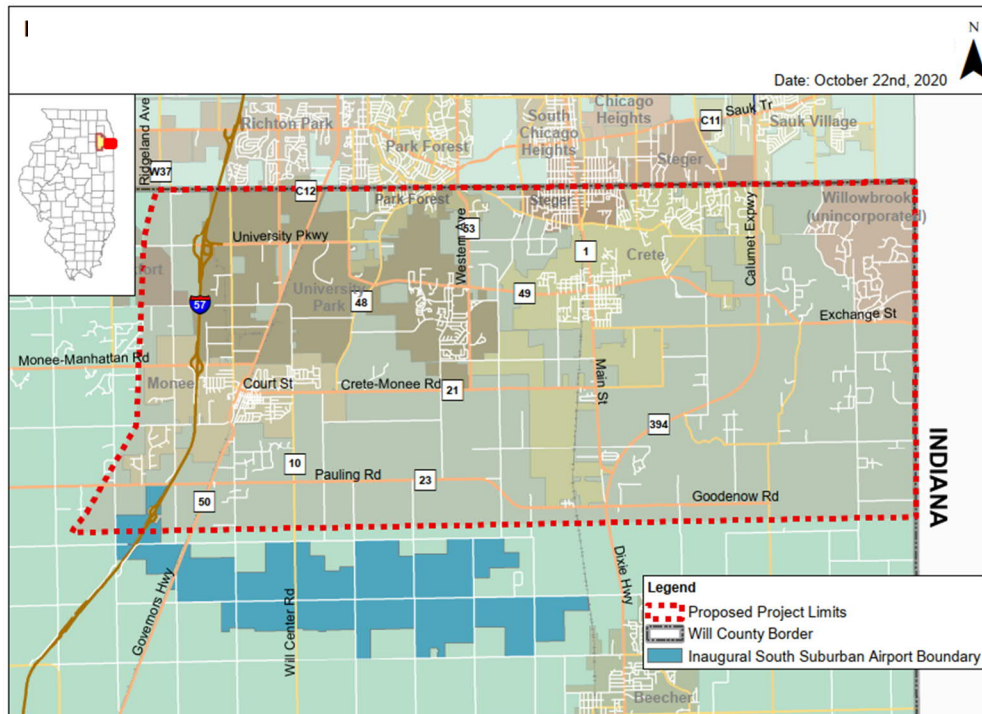 I
N
Date: October 22nd, 2020
Ridgeland Ave
W37
Richton Park
C12
Park Forest
South
Chicago
Heights
Chicago
Heights
C11
Sauk Tr
Sauk Village
Steger
Park Forest
Steger
Willowbrook
(unincorporated)
University Pkwy
Western Ave
53
1
Crete
Calumet Expwy
57
University
Park
48
49
Exchange St
Monee-Manhattan Rd
Monee
Court St
Crete-Monee Rd
21
Main St
394
10
Pauling Rd
23
50
Goodenow Rd
INDIANA
Governors Hwy
Will Center Rd
Dixie Hwy
Beecher
Legend
Proposed Project Limits
Will County Border
Inaugural South Suburban Airport Boundary